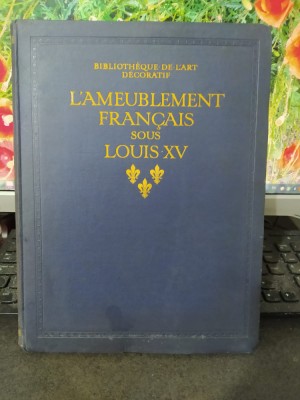 BIBLIOTHÈQUE·DE·L'ART
DÉCORATIF
L'AMEUBLEMENT
FRANÇAIS
SOUS
LOUIS·XV